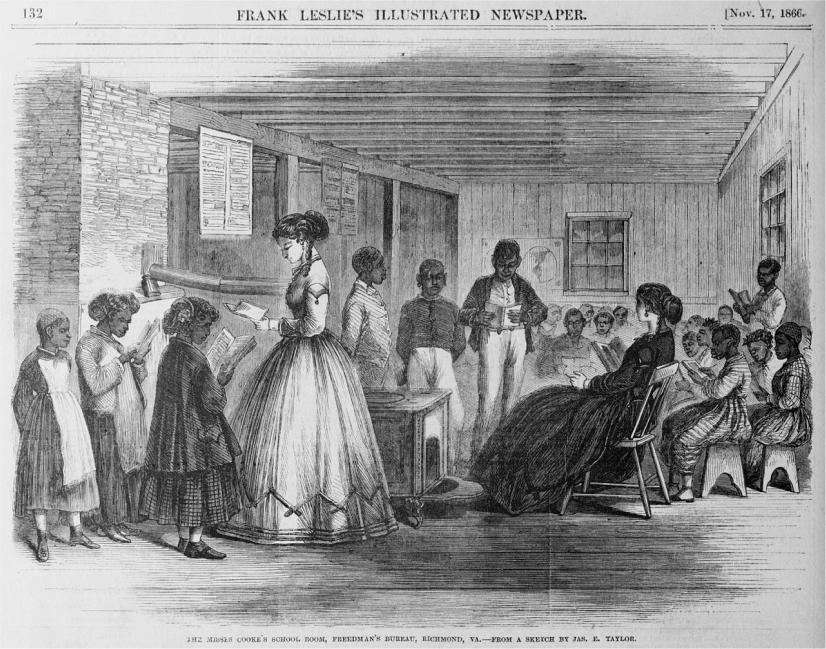 132
FRANK LESLIE'S ILLUSTRATED NEWSPAPER.
[Nov. 17, 1866.
THE MISSES COOKE'S SCHOOL ROOM, FREEDMAN'S BUREAU, RICHMOND, VA.—FROM A SKETCH BY JAS. E. TAYLOR.